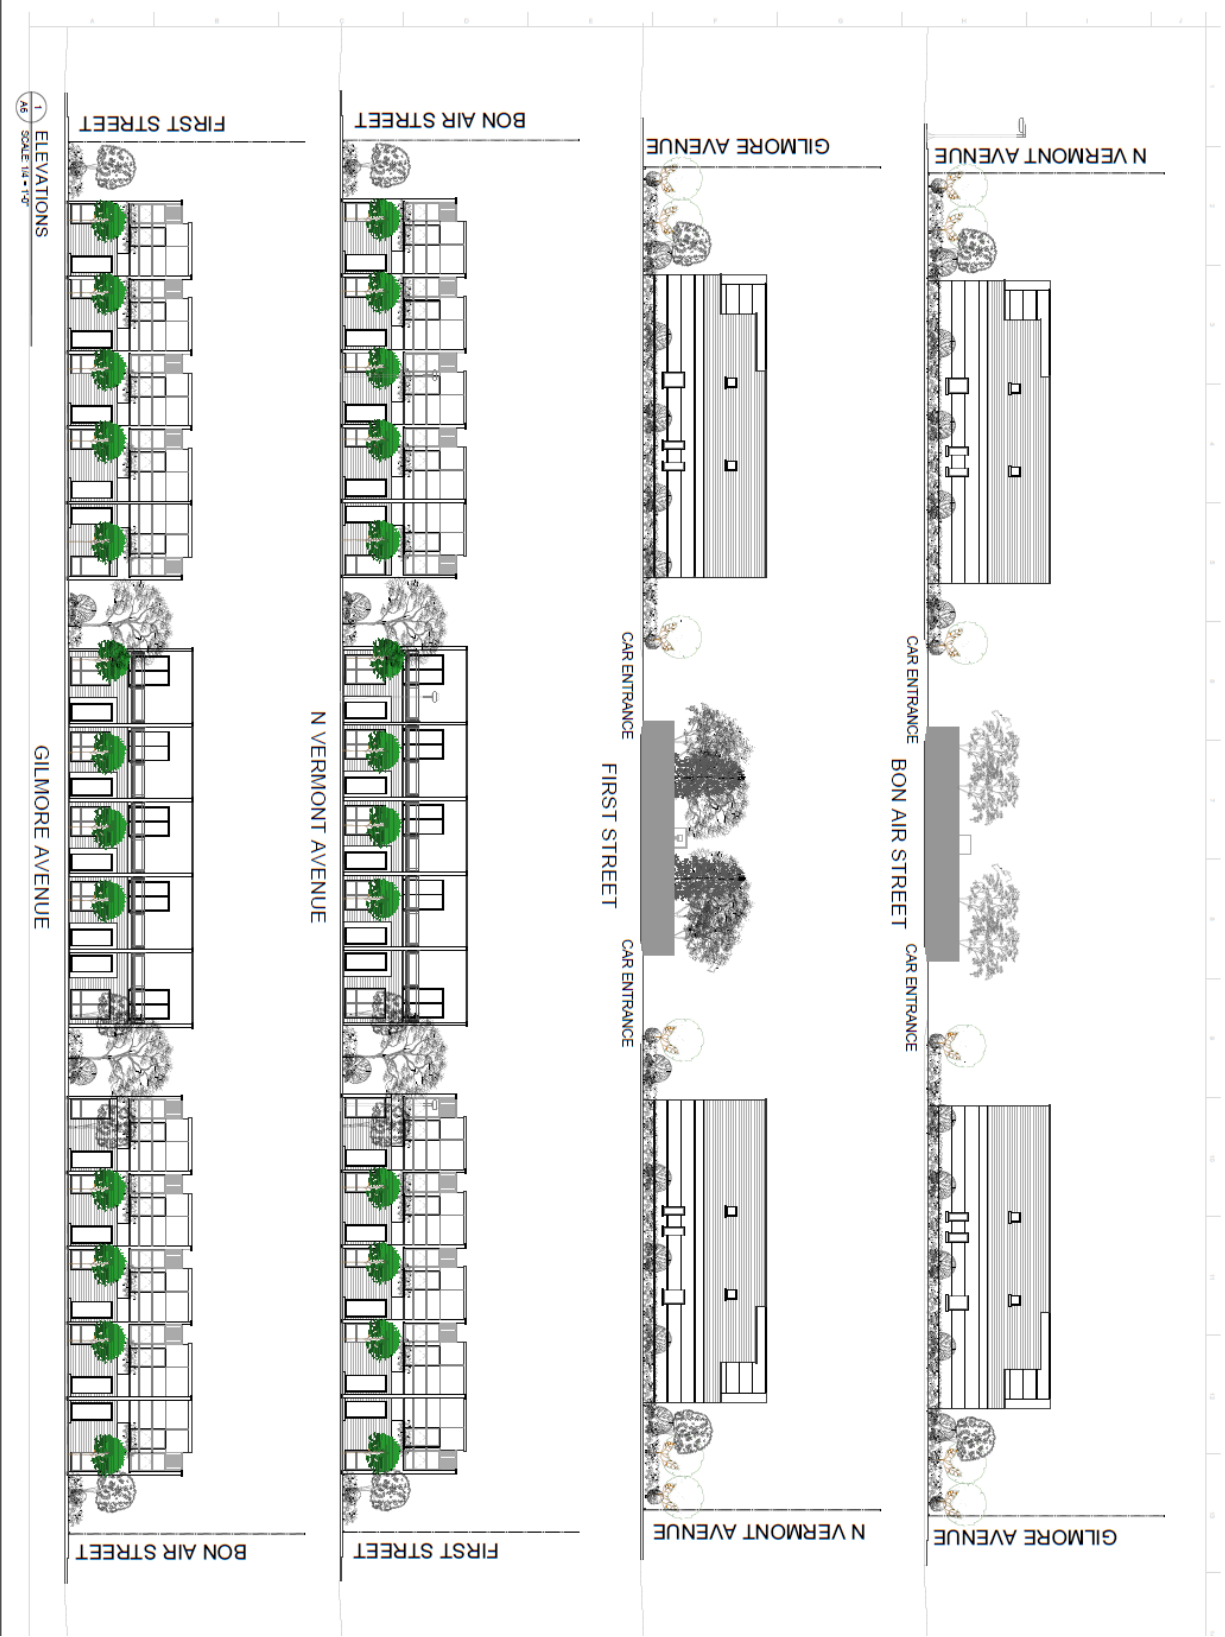 N VERMONT AVENUE
GILMORE AVENUE
CAR ENTRANCE
BON AIR STREET
CAR ENTRANCE
GILMORE AVENUE
N VERMONT AVENUE
CAR ENTRANCE
FIRST STREET
CAR ENTRANCE
BON AIR STREET
FIRST STREET
N VERMONT AVENUE
FIRST STREET
BON AIR STREET
GILMORE AVENUE
1
A6
ELEVATIONS
SCALE: 1/4 = 1'-0"